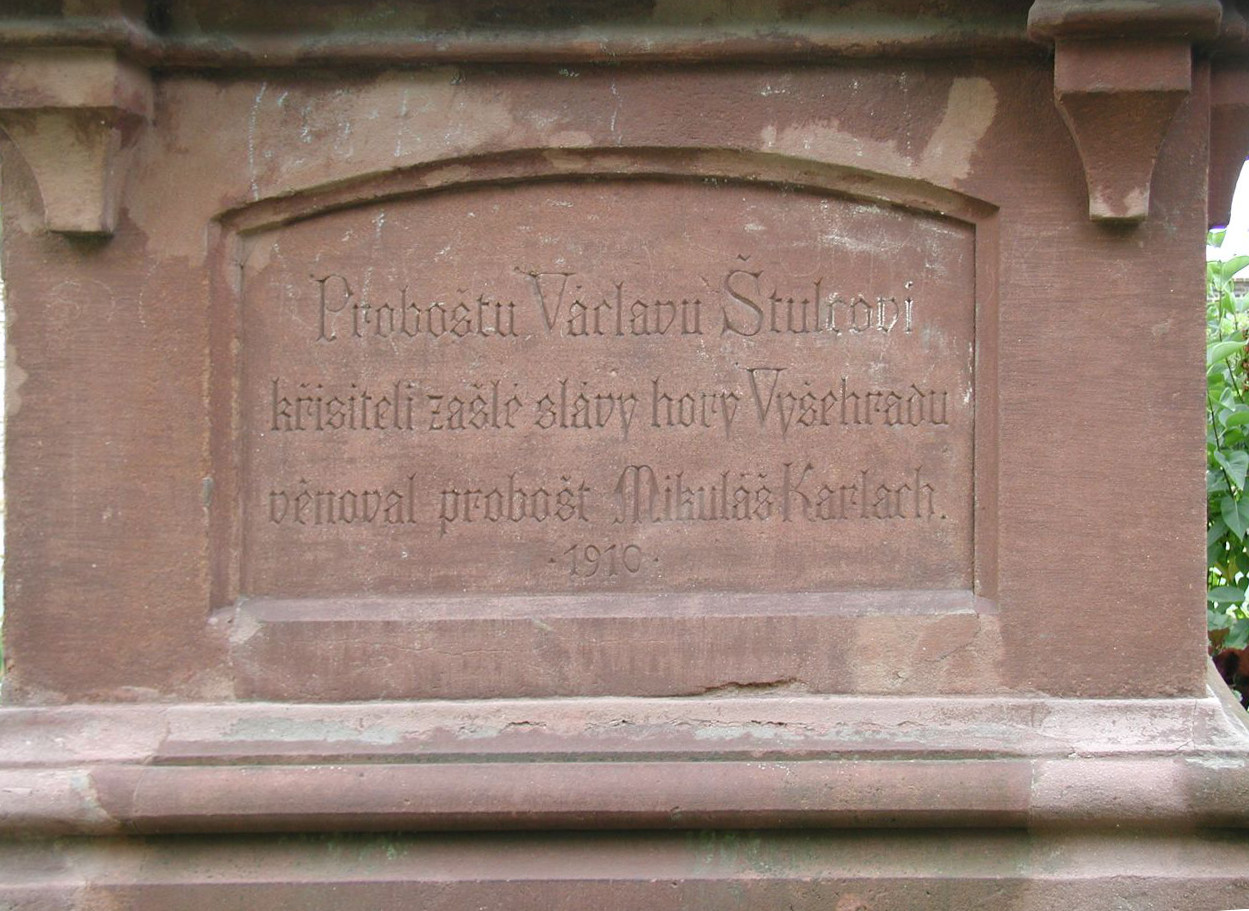 Proboštu Václavu Štulcovi
křisiteli zašlé slávy hory Vyšehradu
věnoval probošt Mikuláš Karlach.
·1910·